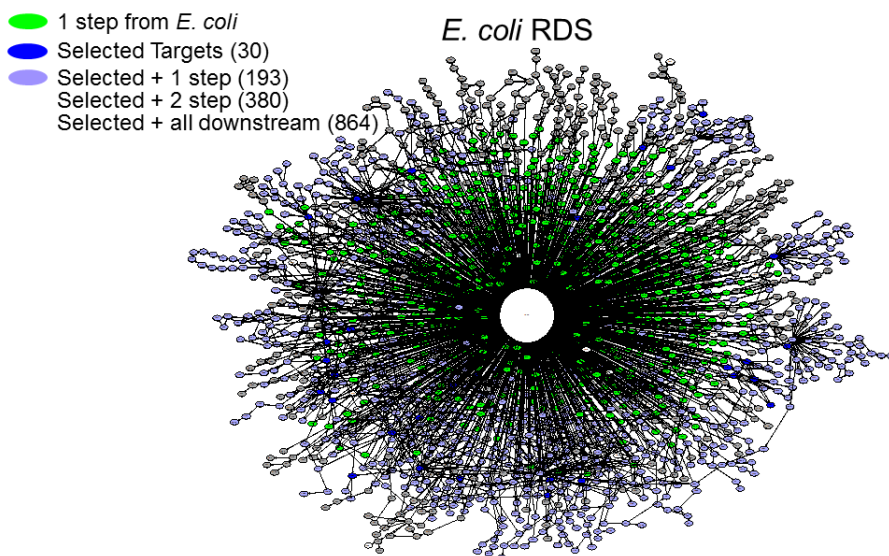 E. coli RDS
1 step from E. coli
Selected Targets (30)
Selected + 1 step (193)
Selected + 2 step (380)
Selected + all downstream (864)